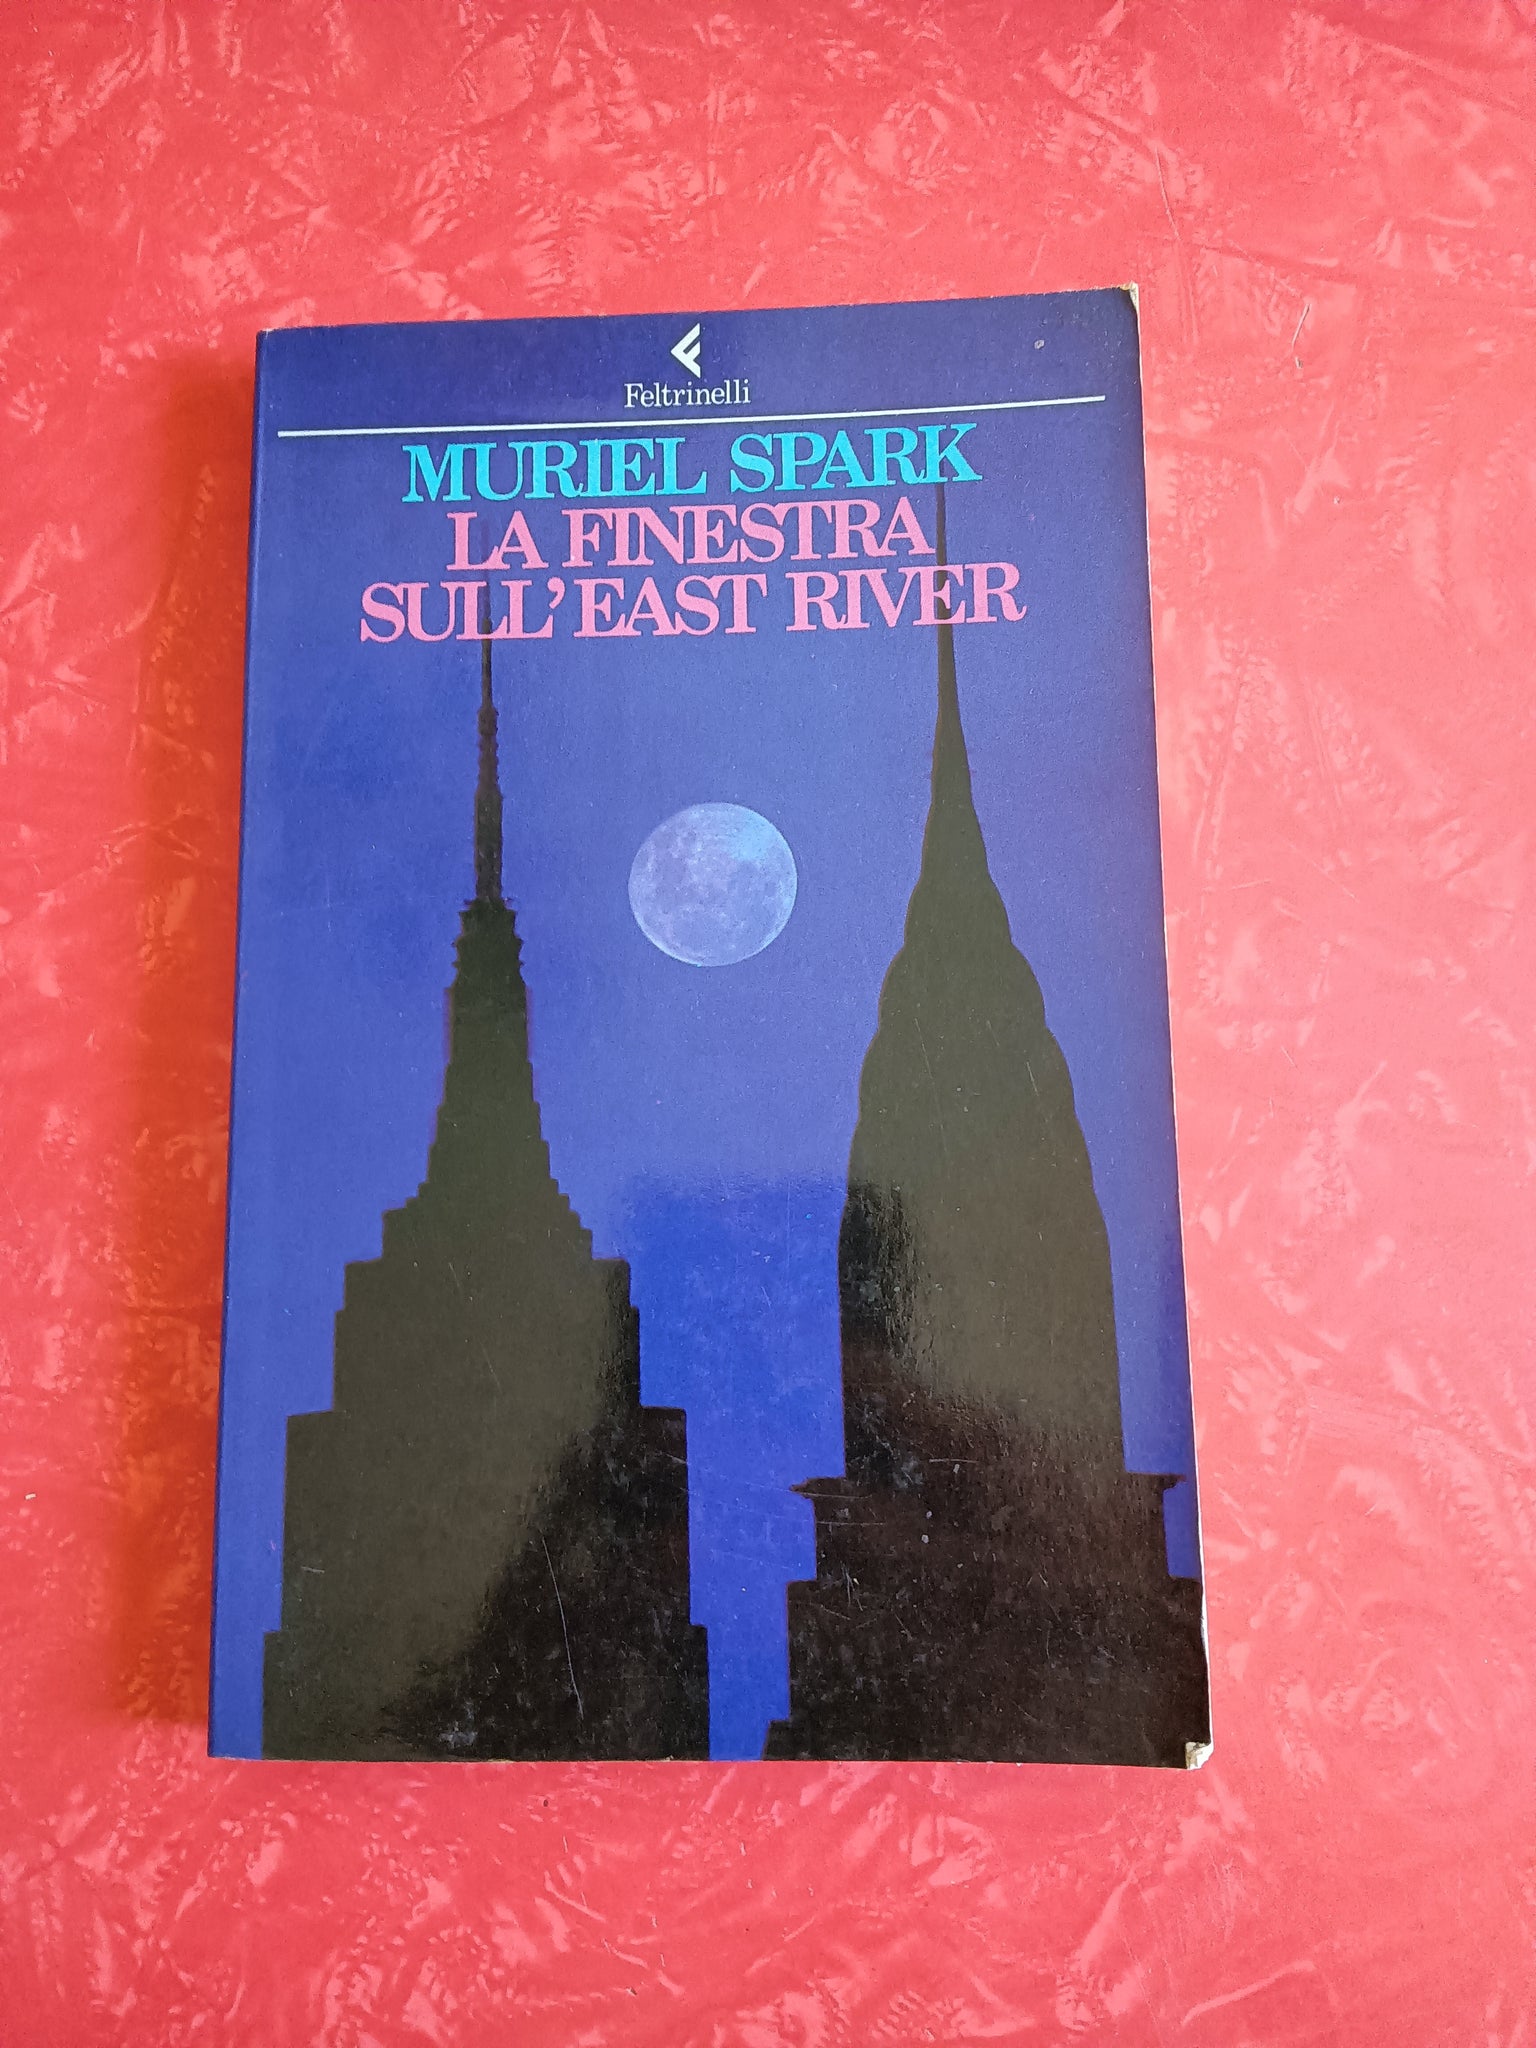 Feltrinelli
MURIEL SPARK
LA FINESTRA
SULL'EAST RIVER